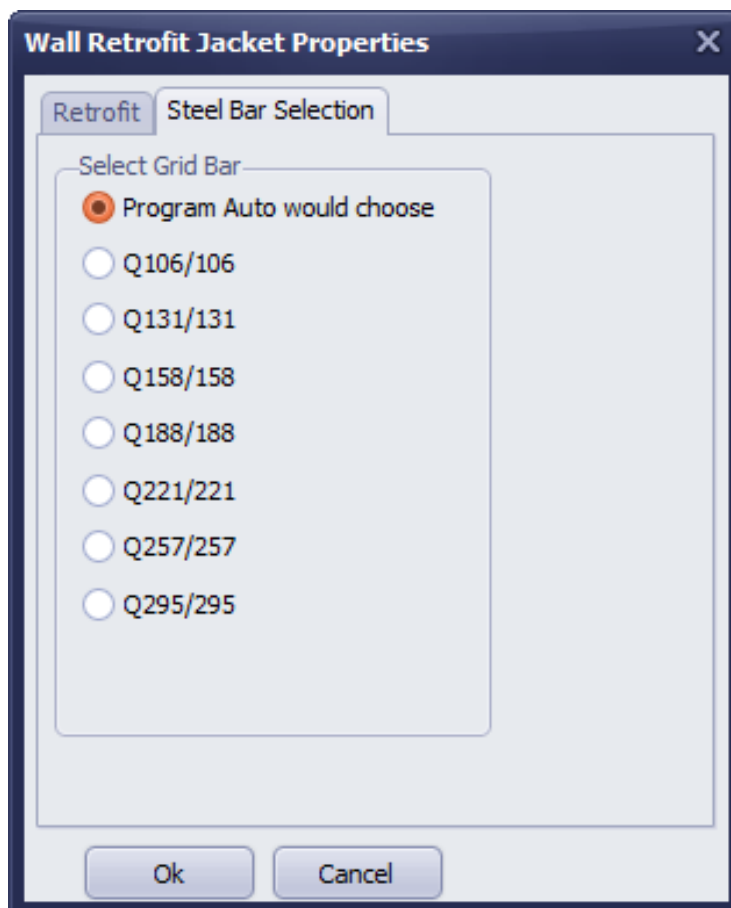 Wall Retrofit Jacket Properties
Retrofit
Steel Bar Selection
Select Grid Bar
Program Auto would choose
Q106/106
Q131/131
Q158/158
Q188/188
Q221/221
Q257/257
Q295/295
Ok
Cancel